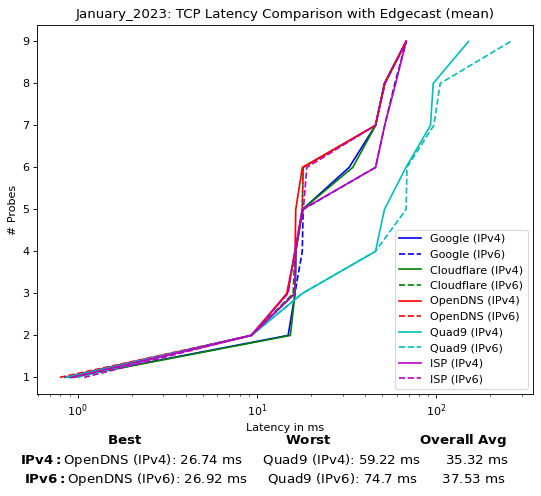 January_2023: TCP Latency Comparison with Edgecast (mean)
# Probes
9
8
7
6
5
4
3
2
1
Google (IPv4)
Google (IPv6)
Cloudflare (IPv4)
Cloudflare (IPv6)
OpenDNS (IPv4)
OpenDNS (IPv6)
Quad9 (IPv4)
Quad9 (IPv6)
ISP (IPv4)
ISP (IPv6)
10⁰ 10¹ 10²
Latency in ms
Best Worst Overall Avg
IPv4: OpenDNS (IPv4): 26.74 ms Quad9 (IPv4): 59.22 ms 35.32 ms
IPv6: OpenDNS (IPv6): 26.92 ms Quad9 (IPv6): 74.7 ms 37.53 ms